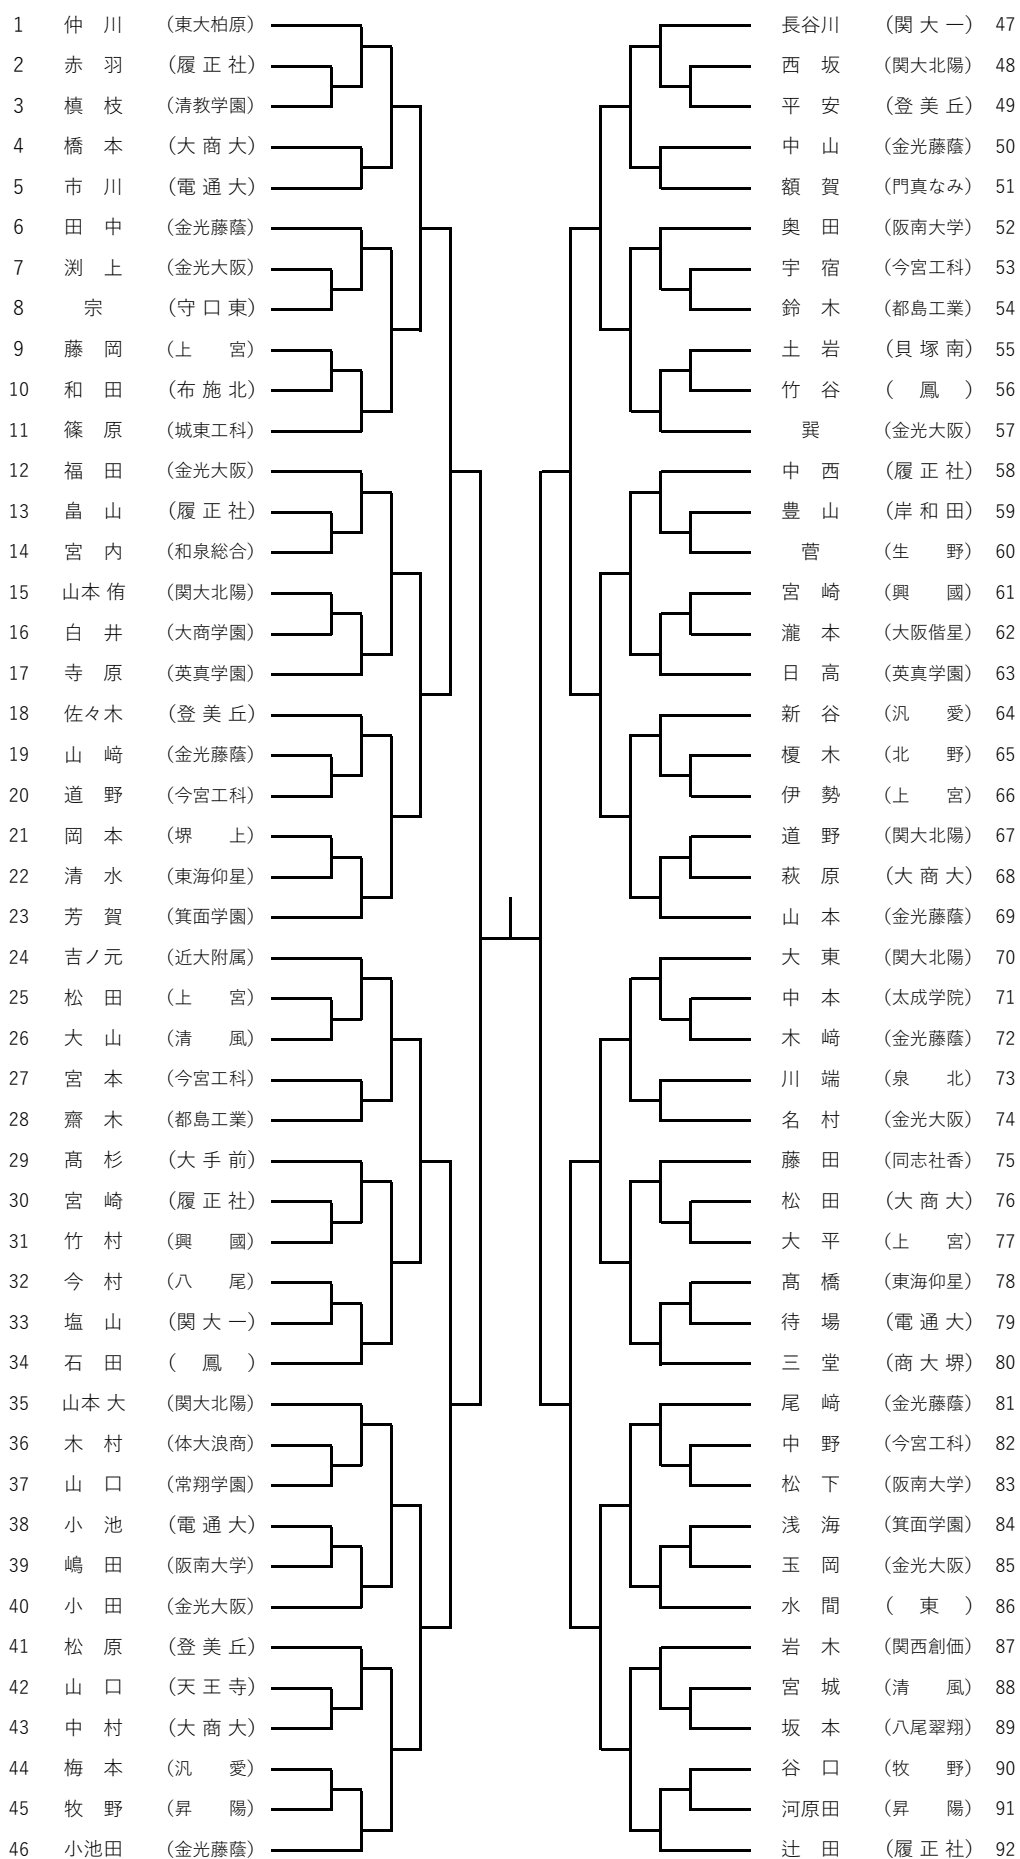 1 仲川 (東大柏原)
2 赤羽 (履正社)
3 槙枝 (清教学園)
4 橋本 (大商大)
5 市川 (電通大)
6 田中 (金光藤蔭)
7 渕上 (金光大阪)
8 宗 (守口東)
9 藤岡 (上宮)
10 和田 (布施北)
11 篠原 (城東工科)
12 福田 (金光大阪)
13 畠山 (履正社)
14 宮内 (和泉総合)
15 山本侑 (関大北陽)
16 白井 (大商学園)
17 寺原 (英真学園)
18 佐々木 (登美丘)
19 山﨑 (金光藤蔭)
20 道野 (今宮工科)
21 岡本 (堺上)
22 清水 (東海仰星)
23 芳賀 (箕面学園)
24 吉ノ元 (近大附属)
25 松田 (上宮)
26 大山 (清風)
27 宮本 (今宮工科)
28 齋木 (都島工業)
29 髙杉 (大手前)
30 宮崎 (履正社)
31 竹村 (興國)
32 今村 (八尾)
33 塩山 (関大一)
34 石田 (鳳)
35 山本大 (関大北陽)
36 木村 (体大浪商)
37 山口 (常翔学園)
38 小池 (電通大)
39 嶋田 (阪南大学)
40 小田 (金光大阪)
41 松原 (登美丘)
42 山口 (天王寺)
43 中村 (大商大)
44 梅本 (汎愛)
45 牧野 (昇陽)
46 小池田 (金光藤蔭)
長谷川 (関大一) 47
西坂 (関大北陽) 48
平安 (登美丘) 49
中山 (金光藤蔭) 50
額賀 (門真なみ) 51
奥田 (阪南大学) 52
宇宿 (今宮工科) 53
鈴木 (都島工業) 54
土岩 (貝塚南) 55
竹谷 (鳳) 56
巽 (金光大阪) 57
中西 (履正社) 58
豊山 (岸和田) 59
菅 (生野) 60
宮崎 (興國) 61
瀧本 (大阪偕星) 62
日高 (英真学園) 63
新谷 (汎愛) 64
榎木 (北野) 65
伊勢 (上宮) 66
道野 (関大北陽) 67
萩原 (大商大) 68
山本 (金光藤蔭) 69
大東 (関大北陽) 70
中本 (太成学院) 71
木﨑 (金光藤蔭) 72
川端 (泉北) 73
名村 (金光大阪) 74
藤田 (同志社香) 75
松田 (大商大) 76
大平 (上宮) 77
髙橋 (東海仰星) 78
待場 (電通大) 79
三堂 (商大堺) 80
尾﨑 (金光藤蔭) 81
中野 (今宮工科) 82
松下 (阪南大学) 83
浅海 (箕面学園) 84
玉岡 (金光大阪) 85
水間 (東) 86
岩木 (関西創価) 87
宮城 (清風) 88
坂本 (八尾翠翔) 89
谷口 (牧野) 90
河原田 (昇陽) 91
辻田 (履正社) 92